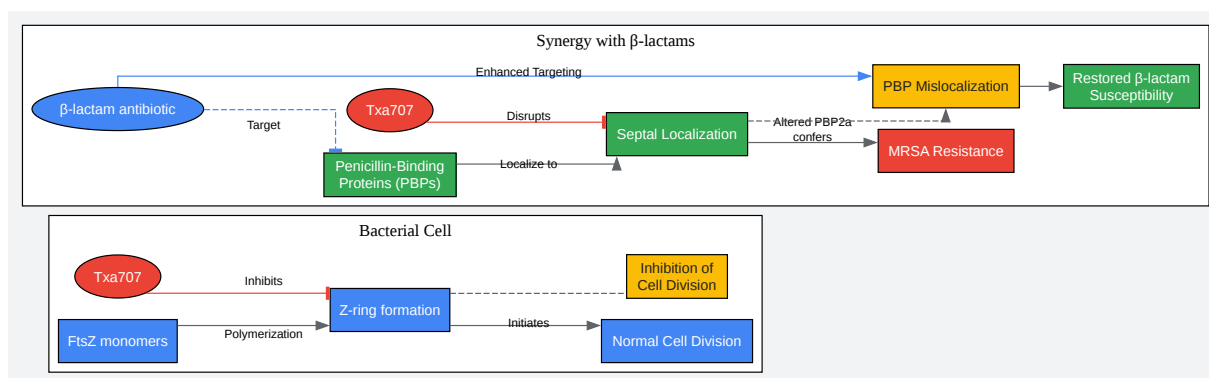 Synergy with β-lactams
Enhanced Targeting
β-lactam antibiotic
Target
Txa707
Disrupts
Penicillin-Binding
Proteins (PBPs)
Localize to
Septal Localization
Altered PBP2a
confers
PBP Mislocalization
Restored β-lactam
Susceptibility
MRSA Resistance
Bacterial Cell
Txa707
Inhibits
Inhibition of
Cell Division
Z-ring formation
FtsZ monomers
Polymerization
Initiates
Normal Cell Division